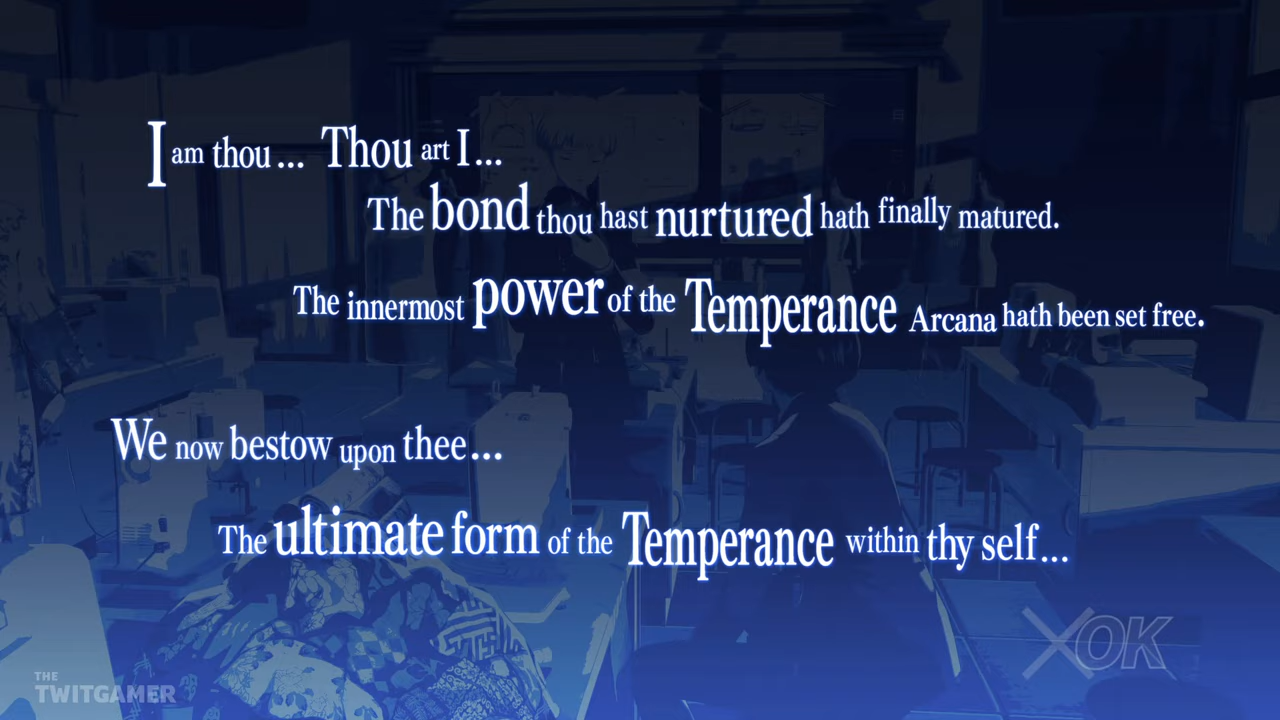 I am thou... Thou art I...
The bond thou hast nurtured hath finally matured.
The innermost power of the Temperance Arcana hath been set free.
We now bestow upon thee...
The ultimate form of the Temperance within thy self...
X OK
THE
TWITGAMER